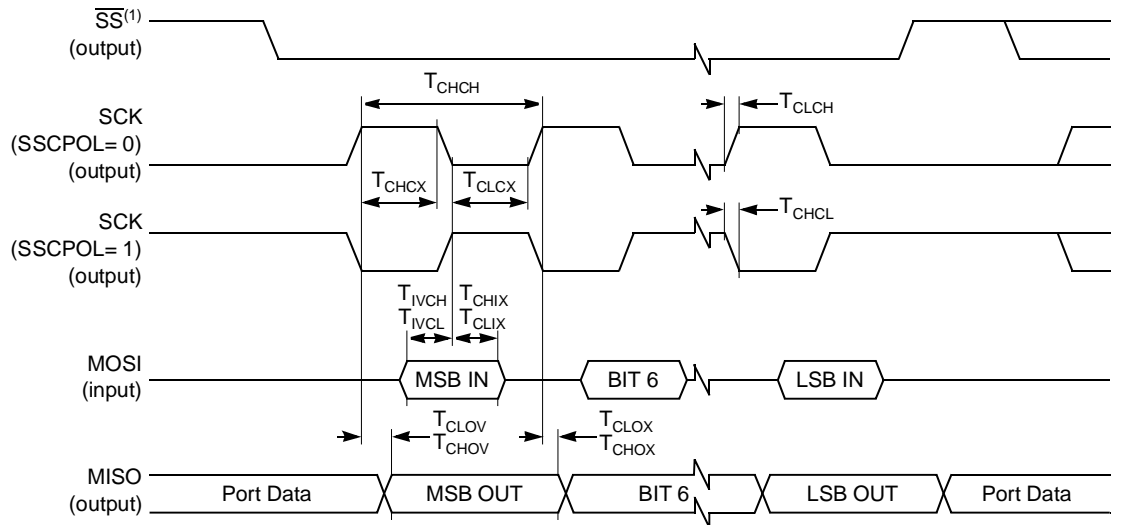 SS(1)
(output)
TCHCH
SCK
(SSCPOL= 0)
(output)
TCLCH
TCHCX
TCLCX
SCK
(SSCPOL= 1)
(output)
TCHCL
TIVCH
TIVCL
TCHIX
TCLIX
MOSI
(input)
MSB IN
BIT 6
LSB IN
TCLOV
TCHOV
TCLOX
TCHOX
MISO
(output)
Port Data
MSB OUT
BIT 6
LSB OUT
Port Data